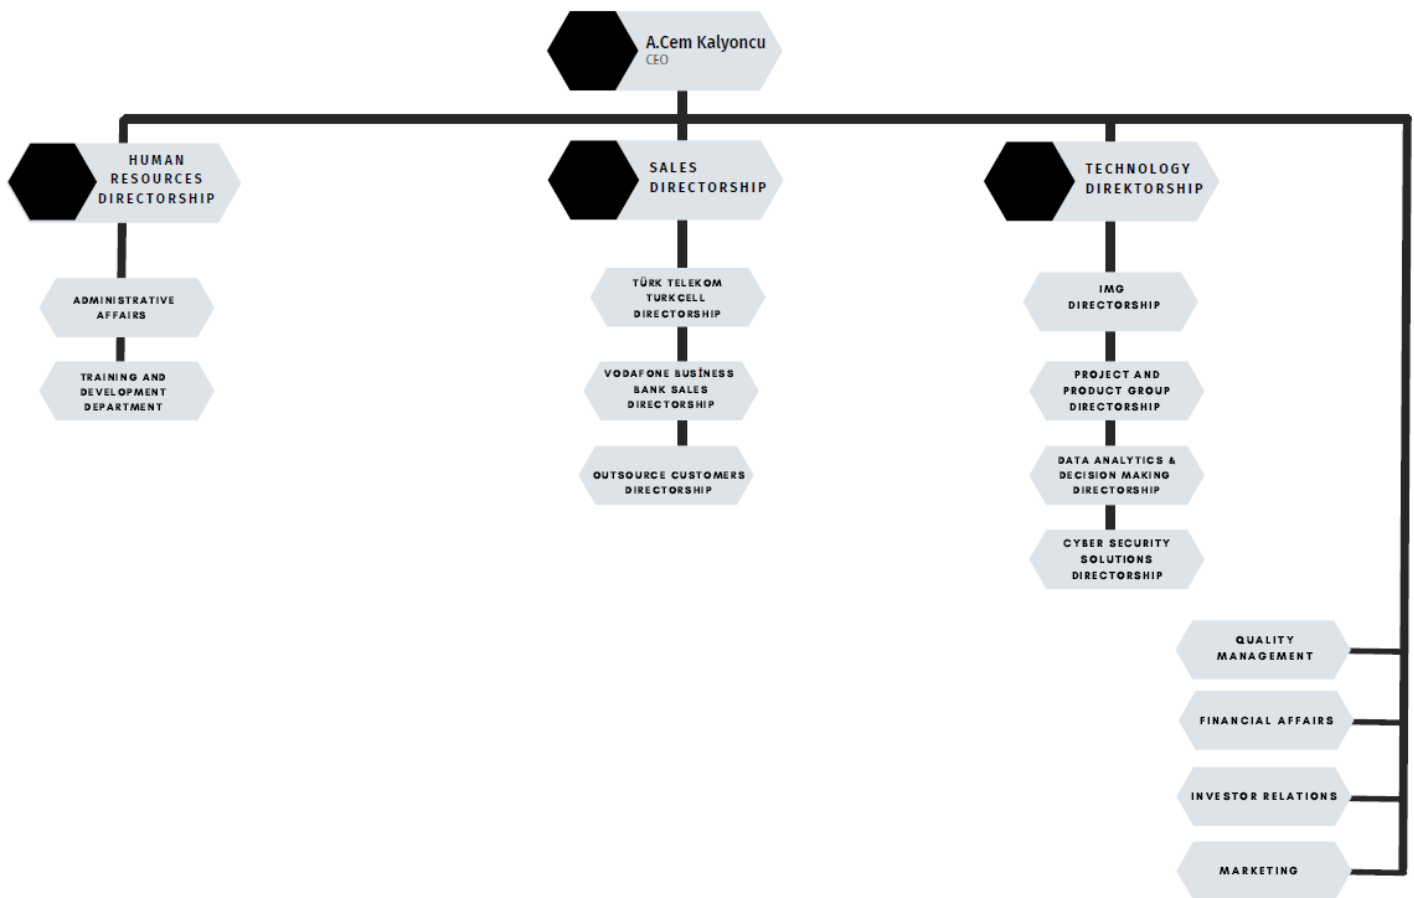 A.Cem Kalyoncu
CEO
HUMAN
RESOURCES
DIRECTORSHIP
ADMINISTRATIVE
AFFAIRS
TRAINING AND
DEVELOPMENT
DEPARTMENT
SALES
DIRECTORSHIP
TÜRK TELEKOM
TURKCELL
DIRECTORSHIP
VODAFONE BUSİNESS
BANK SALES
DIRECTORSHIP
OUTSOURCE CUSTOMERS
DIRECTORSHIP
TECHNOLOGY
DIREKTORSHIP
IMG
DIRECTORSHIP
PROJECT AND
PRODUCT GROUP
DIRECTORSHIP
DATA ANALYTICS &
DECISION MAKING
DIRECTORSHIP
CYBER SECURITY
SOLUTIONS
DIRECTORSHIP
QUALITY
MANAGEMENT
FINANCIAL AFFAIRS
INVESTOR RELATIONS
MARKETING